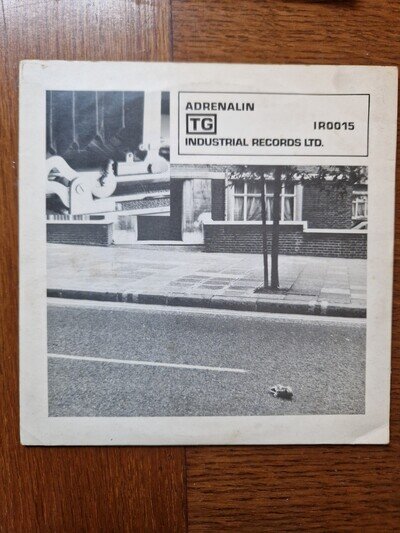 ADRENALIN
TG
IR0015
INDUSTRIAL RECORDS LTD.